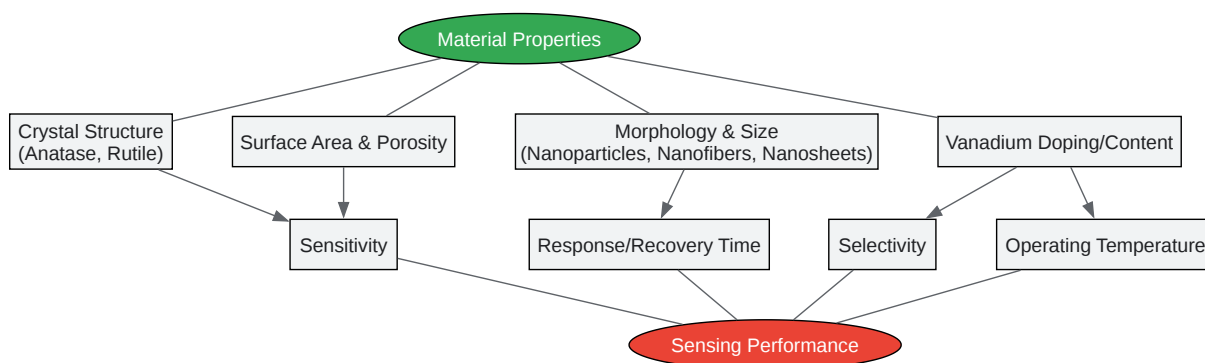 Material Properties
Crystal Structure
(Anatase, Rutile)
Surface Area & Porosity
Morphology & Size
(Nanoparticles, Nanofibers, Nanosheets)
Vanadium Doping/Content
Sensitivity
Response/Recovery Time
Selectivity
Operating Temperature
Sensing Performance